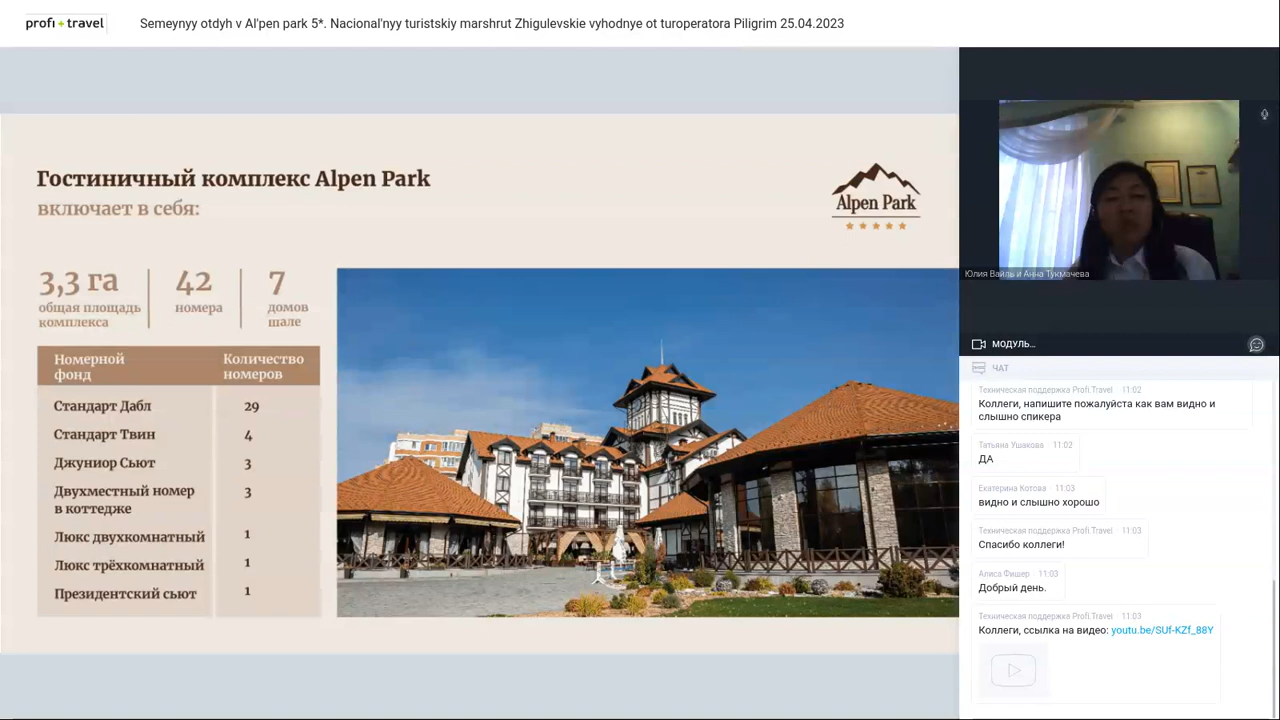 profi + travel
Semeynyy otdyh v Al'pen park 5*. Nacional'nyy turistskiy marshrut Zhigulevskie vyhodnye ot turoperatora Piligrim 25.04.2023
Гостиничный комплекс Alpen Park
включает в себя:
Alpen Park
3,3 га
общая площадь
комплекса
42
номера
7
домов
шале
Номерной
фонд
Количество
номеров
Стандарт Дабл 29
Стандарт Твин 4
Джуниор Сьют 3
Двухместный номер 3
в коттедже
Люкс двухкомнатный 1
Люкс трёхкомнатный 1
Президентский сьют 1
Юлия Вайль и Анна Тукмачева
МОДУЛЬ...
ЧАТ
Техническая поддержка Profi.Travel 11:02
Коллеги, напишите пожалуйста как вам видно и
слышно спикера
Татьяна Ушакова 11:02
ДА
Екатерина Котова 11:03
видно и слышно хорошо
Техническая поддержка Profi.Travel 11:03
Спасибо коллеги!
Алиса Фишер 11:03
Добрый день.
Техническая поддержка Profi.Travel 11:03
Коллеги, ссылка на видео: youtu.be/SUf-KZf_88Y